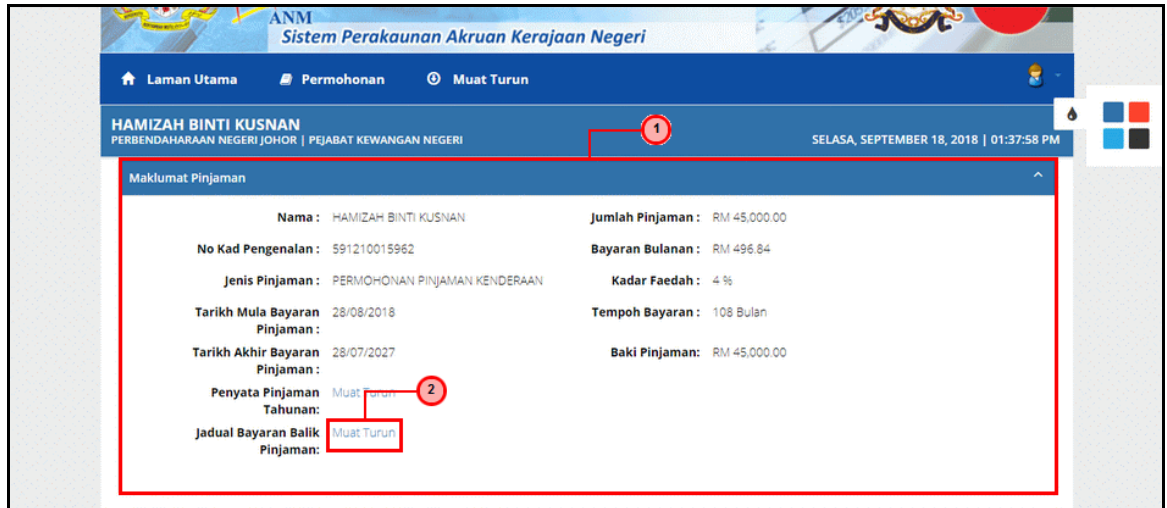 ANM
Sistem Perakaunan Akruan Kerajaan Negeri
Laman Utama Permohonan Muat Turun
HAMIZAH BINTI KUSNAN
PERBENDAHARAAN NEGERI JOHOR | PEJABAT KEWANGAN NEGERI
1
SELASA, SEPTEMBER 18, 2018 | 01:37:58 PM
Maklumat Pinjaman
Nama : HAMIZAH BINTI KUSNAN
Jumlah Pinjaman : RM 45,000.00
No Kad Pengenalan : 591210015962
Bayaran Bulanan : RM 496.84
Jenis Pinjaman : PERMOHONAN PINJAMAN KENDERAAN
Kadar Faedah : 4 %
Tarikh Mula Bayaran 28/08/2018
Pinjaman :
Tempoh Bayaran : 108 Bulan
Tarikh Akhir Bayaran 28/07/2027
Pinjaman :
Baki Pinjaman: RM 45,000.00
Penyata Pinjaman Muat Turun
Tahunan:
2
Jadual Bayaran Balik Muat Turun
Pinjaman: